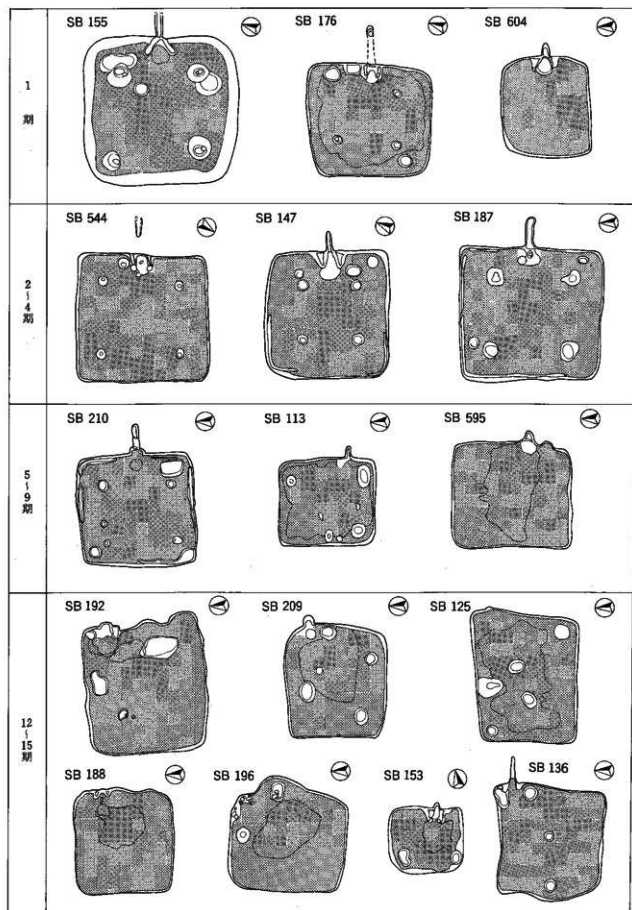 1期
SB 155
SB 176
SB 604
2〜4期
SB 544
SB 147
SB 187
5〜9期
SB 210
SB 113
SB 595
12〜15期
SB 192
SB 209
SB 125
SB 188
SB 196
SB 153
SB 136